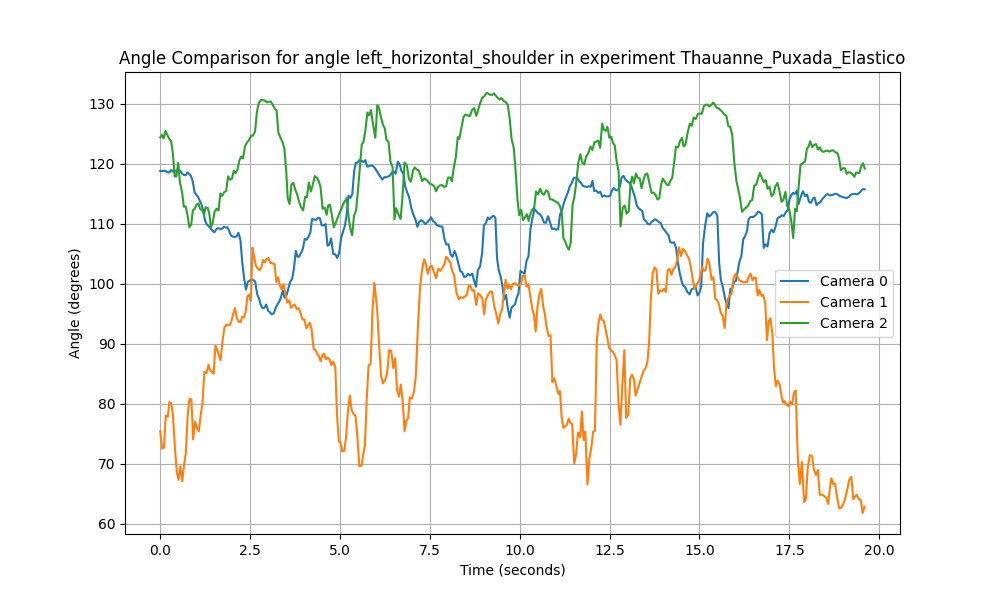 Angle Comparison for angle left_horizontal_shoulder in experiment Thauanne_Puxada_Elastico
130
120
110
100
90
80
70
60
Angle (degrees)
Camera 0
Camera 1
Camera 2
0.0 2.5 5.0 7.5 10.0 12.5 15.0 17.5 20.0
Time (seconds)